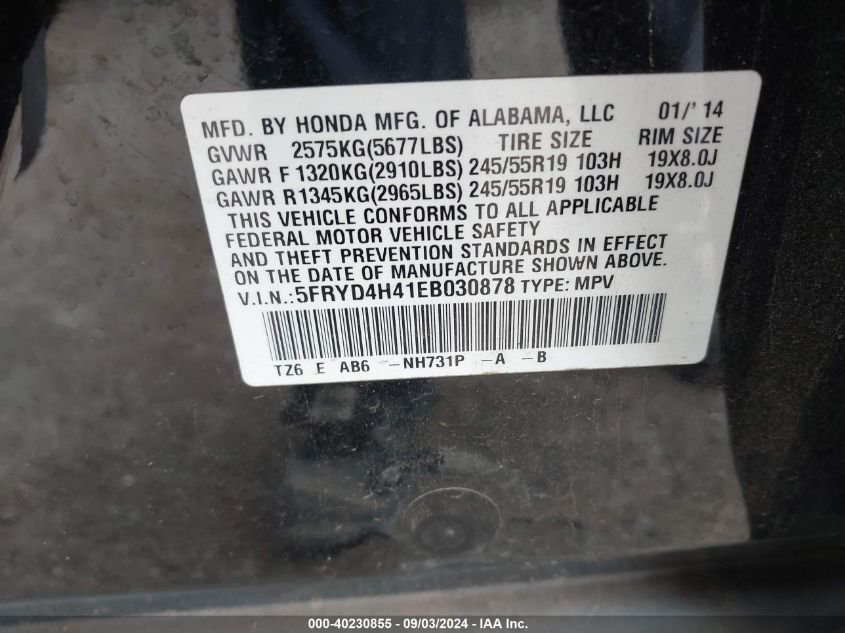 MFD. BY HONDA MFG. OF ALABAMA, LLC 01/'14
GVWR 2575KG(5677LBS) TIRE SIZE RIM SIZE
GAWR F 1320KG(2910LBS) 245/55R19 103H 19X8.0J
GAWR R1345KG(2965LBS) 245/55R19 103H 19X8.0J
THIS VEHICLE CONFORMS TO ALL APPLICABLE
FEDERAL MOTOR VEHICLE SAFETY
AND THEFT PREVENTION STANDARDS IN EFFECT
ON THE DATE OF MANUFACTURE SHOWN ABOVE.
V.I.N.:5FRYD4H41EB030878 TYPE: MPV
TZ6 E AB6 -NH731P -A -B
000-40230855 - 09/03/2024 - IAA Inc.